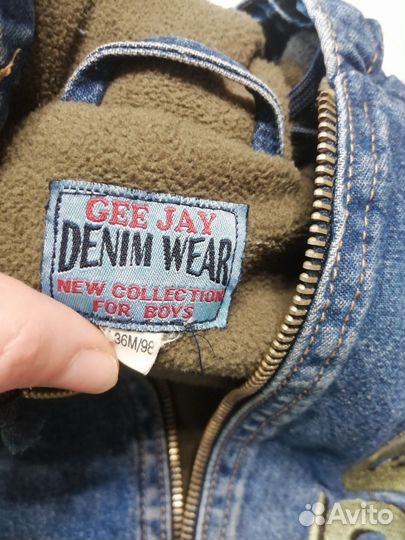 GEE JAY
DENIM WEAR
NEW COLLECTION
FOR BOYS
36M/98
Avito